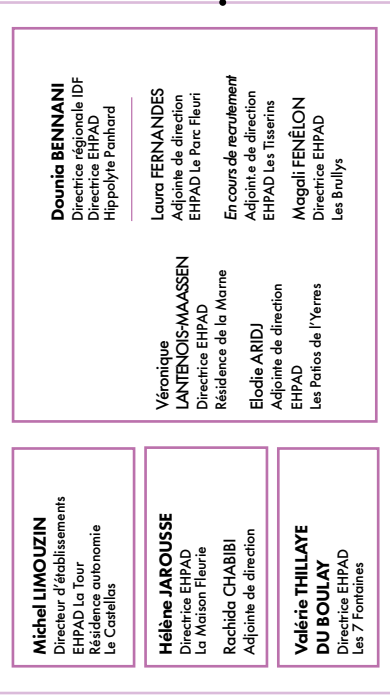 Michel LIMOUZIN
Directeur d'établissements
EHPAD La Tour
Résidence autonomie
Le Castellas
Hélène JAROUSSE
Directrice EHPAD
La Maison Fleurie
Rachida CHABIBI
Adjointe de direction
Valérie THILLAYE
DU BOULAY
Directrice EHPAD
Les 7 Fontaines
Dounia BENNANI
Directrice régionale IDF
Directrice EHPAD
Hippolyte Panhard
Véronique
LANTENOIS-MAASSEN
Directrice EHPAD
Résidence de la Marne
Elodie ARIDJ
Adjointe de direction
EHPAD
Les Patios de l'Yerres
Laura FERNANDES
Adjointe de direction
EHPAD Le Parc Fleuri
En cours de recrutement
Adjoint.e de direction
EHPAD Les Tisserins
Magali FENÊLON
Directrice EHPAD
Les Brullys